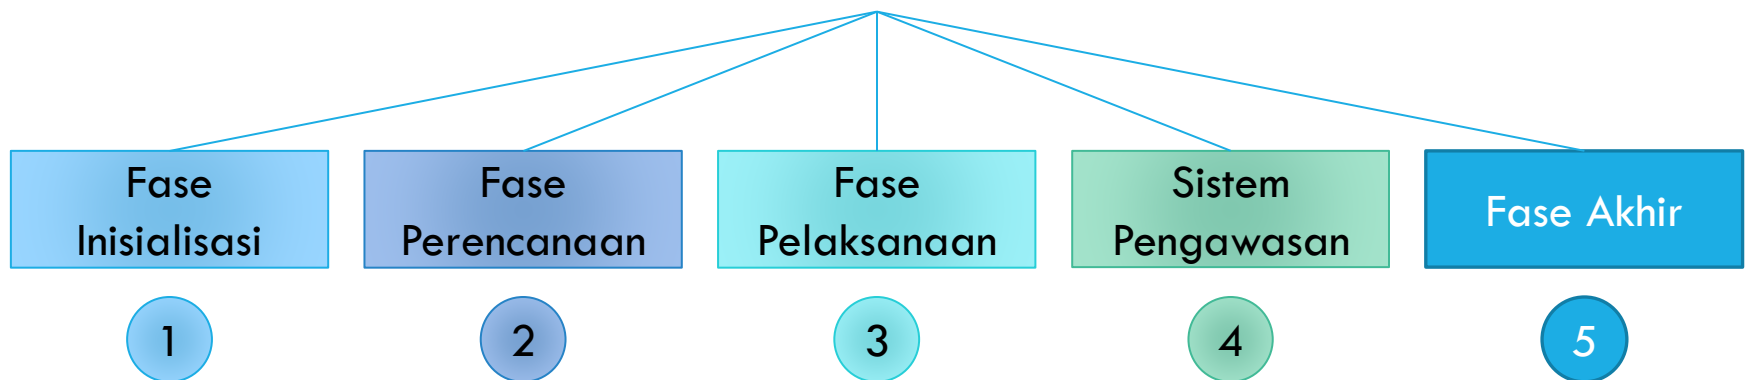 Fase
Inisialisasi
Fase
Perencanaan
Fase
Pelaksanaan
Sistem
Pengawasan
Fase Akhir
1
2
3
4
5